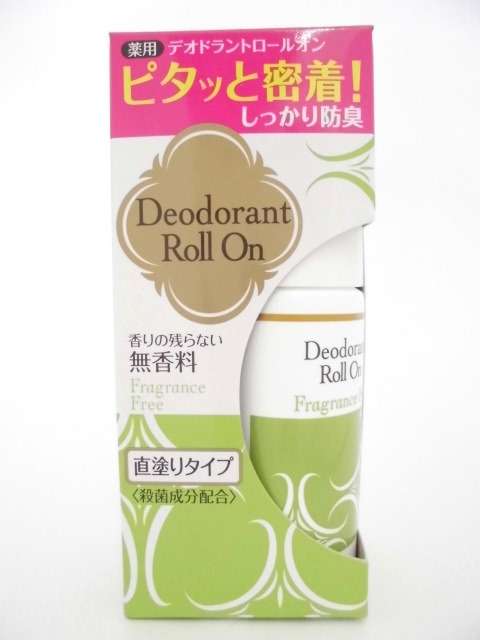 薬用 デオドラントロールオン
ピタッと密着!
しっかり防臭
Deodorant
Roll On
香りの残らない
無香料
Fragrance
Free
直塗りタイプ
〈殺菌成分配合〉
Deodora
Roll On
Fragrance